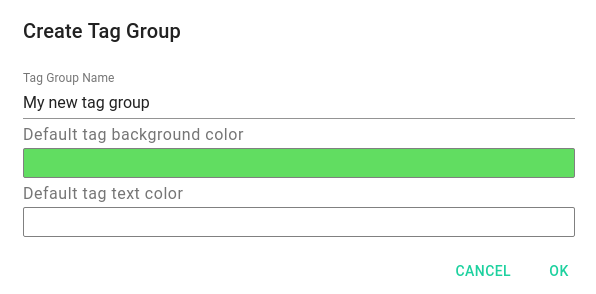 Create Tag Group
Tag Group Name
My new tag group
Default tag background color
Default tag text color
CANCEL OK